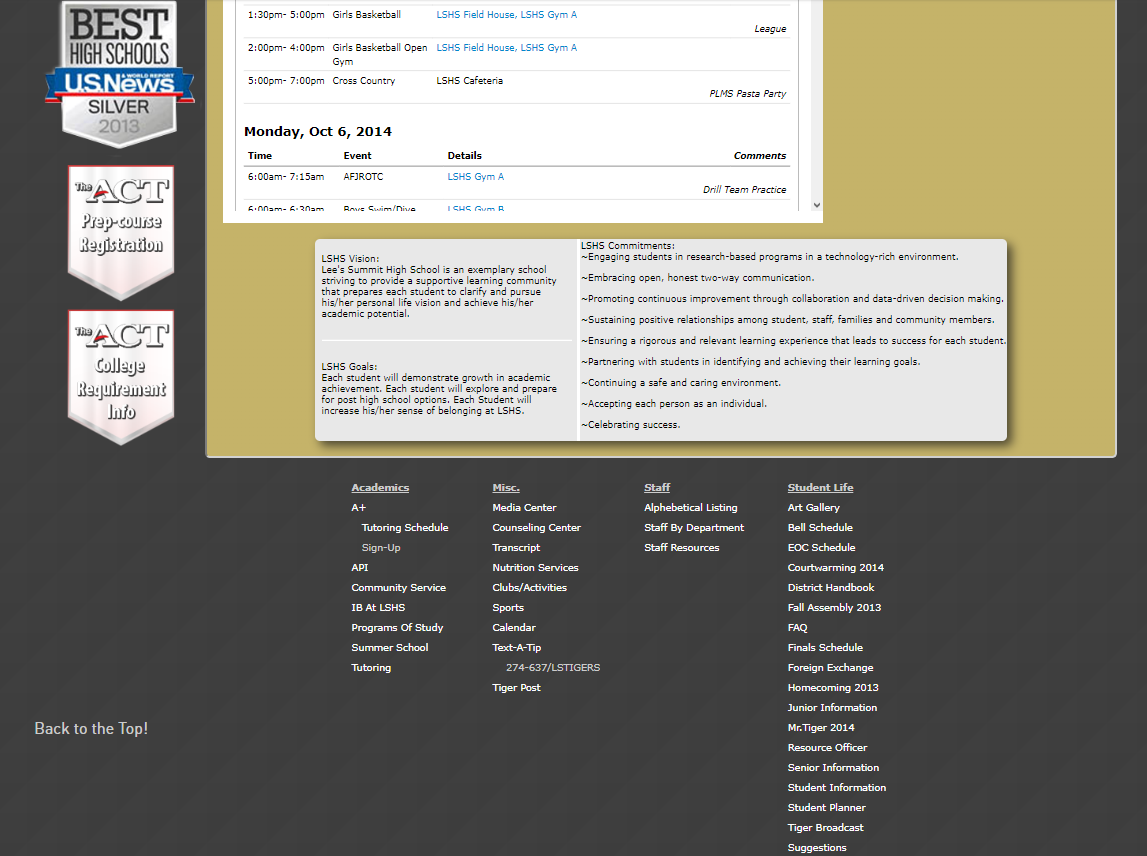 BEST
HIGH SCHOOLS
U.S.News
& WORLD REPORT
SILVER
2013
The ACT
Prep-course
Registration
The ACT
College
Requirement
Info
Back to the Top!
1:30pm- 5:00pm Girls Basketball LSHS Field House, LSHS Gym A
League
2:00pm- 4:00pm Girls Basketball Open LSHS Field House, LSHS Gym A
Gym
5:00pm- 7:00pm Cross Country LSHS Cafeteria
PLMS Pasta Party
Monday, Oct 6, 2014
Time Event Details Comments
6:00am- 7:15am AFJROTC LSHS Gym A
Drill Team Practice
6:00am- 6:30am Boys Swim/Dive LSHS Gym B
LSHS Vision:
Lee's Summit High School is an exemplary school
striving to provide a supportive learning community
that prepares each student to clarify and pursue
his/her personal life vision and achieve his/her
academic potential.
LSHS Goals:
Each student will demonstrate growth in academic
achievement. Each student will explore and prepare
for post high school options. Each Student will
increase his/her sense of belonging at LSHS.
LSHS Commitments:
~Engaging students in research-based programs in a technology-rich environment.
~Embracing open, honest two-way communication.
~Promoting continuous improvement through collaboration and data-driven decision making.
~Sustaining positive relationships among student, staff, families and community members.
~Ensuring a rigorous and relevant learning experience that leads to success for each student.
~Partnering with students in identifying and achieving their learning goals.
~Continuing a safe and caring environment.
~Accepting each person as an individual.
~Celebrating success.
Academics
A+
Tutoring Schedule
Sign-Up
API
Community Service
IB At LSHS
Programs Of Study
Summer School
Tutoring
Misc.
Media Center
Counseling Center
Transcript
Nutrition Services
Clubs/Activities
Sports
Calendar
Text-A-Tip
274-637/LSTIGERS
Tiger Post
Staff
Alphebetical Listing
Staff By Department
Staff Resources
Student Life
Art Gallery
Bell Schedule
EOC Schedule
Courtwarming 2014
District Handbook
Fall Assembly 2013
FAQ
Finals Schedule
Foreign Exchange
Homecoming 2013
Junior Information
Mr.Tiger 2014
Resource Officer
Senior Information
Student Information
Student Planner
Tiger Broadcast
Suggestions